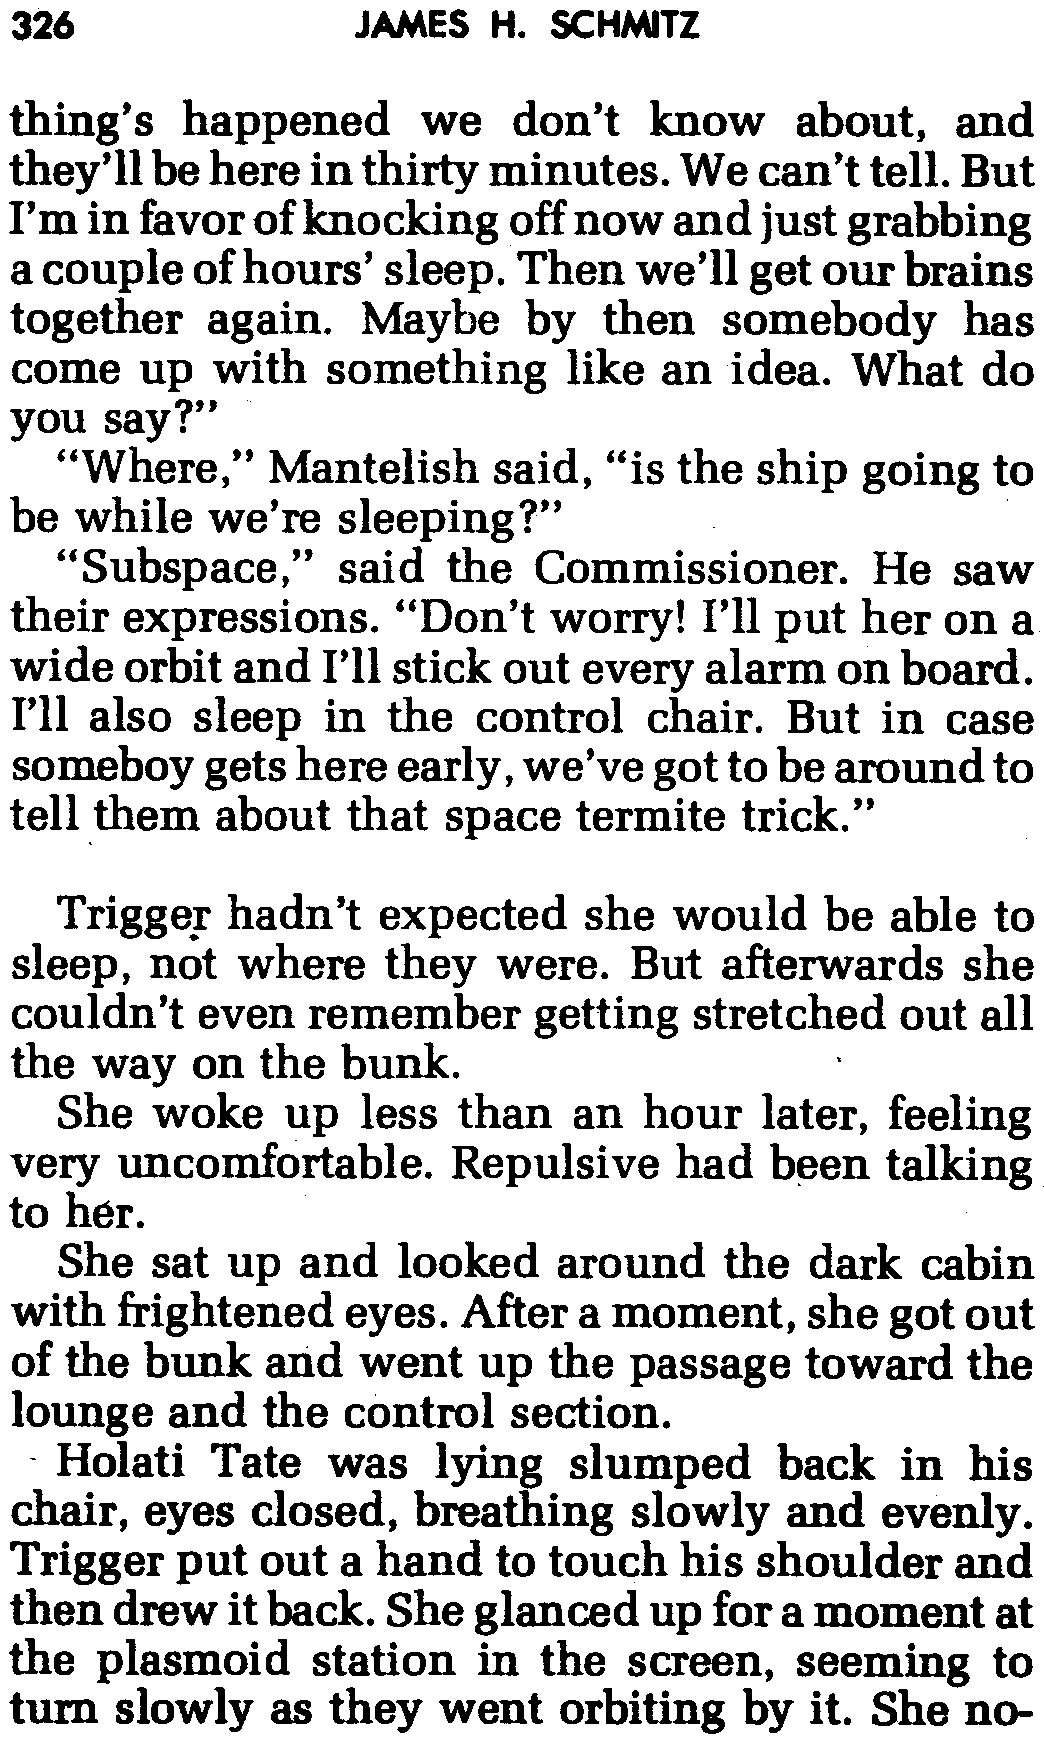 326 JAMES H. SCHMITZ
thing's happened we don't know about, and
they'll be here in thirty minutes. We can't tell. But
I'm in favor of knocking off now and just grabbing
a couple of hours' sleep. Then we'll get our brains
together again. Maybe by then somebody has
come up with something like an idea. What do
you say?"
"Where," Mantelish said, "is the ship going to
be while we're sleeping?"
"Subspace," said the Commissioner. He saw
their expressions. "Don't worry! I'll put her on a
wide orbit and I'll stick out every alarm on board.
I'll also sleep in the control chair. But in case
someboy gets here early, we've got to be around to
tell them about that space termite trick."
Trigger hadn't expected she would be able to
sleep, not where they were. But afterwards she
couldn't even remember getting stretched out all
the way on the bunk.
She woke up less than an hour later, feeling
very uncomfortable. Repulsive had been talking
to her.
She sat up and looked around the dark cabin
with frightened eyes. After a moment, she got out
of the bunk and went up the passage toward the
lounge and the control section.
Holati Tate was lying slumped back in his
chair, eyes closed, breathing slowly and evenly.
Trigger put out a hand to touch his shoulder and
then drew it back. She glanced up for a moment at
the plasmoid station in the screen, seeming to
turn slowly as they went orbiting by it. She no-